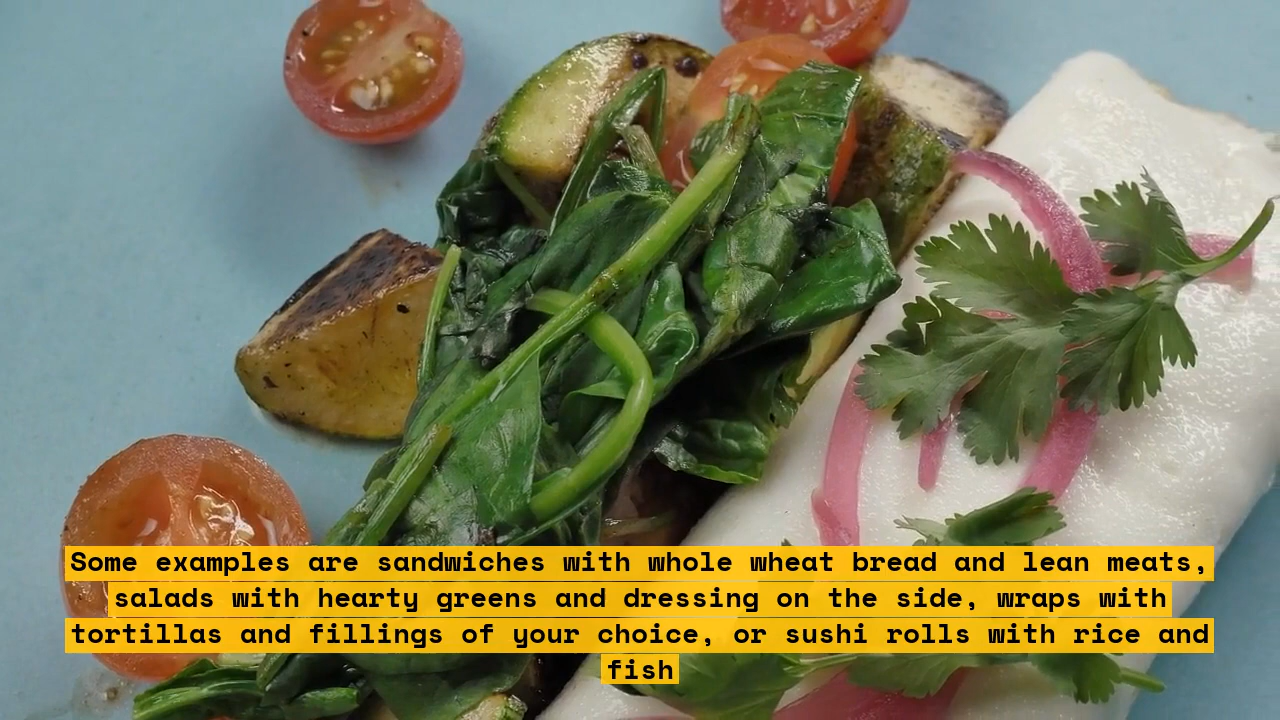 Some examples are sandwiches with whole wheat bread and lean meats,
salads with hearty greens and dressing on the side, wraps with
tortillas and fillings of your choice, or sushi rolls with rice and
fish